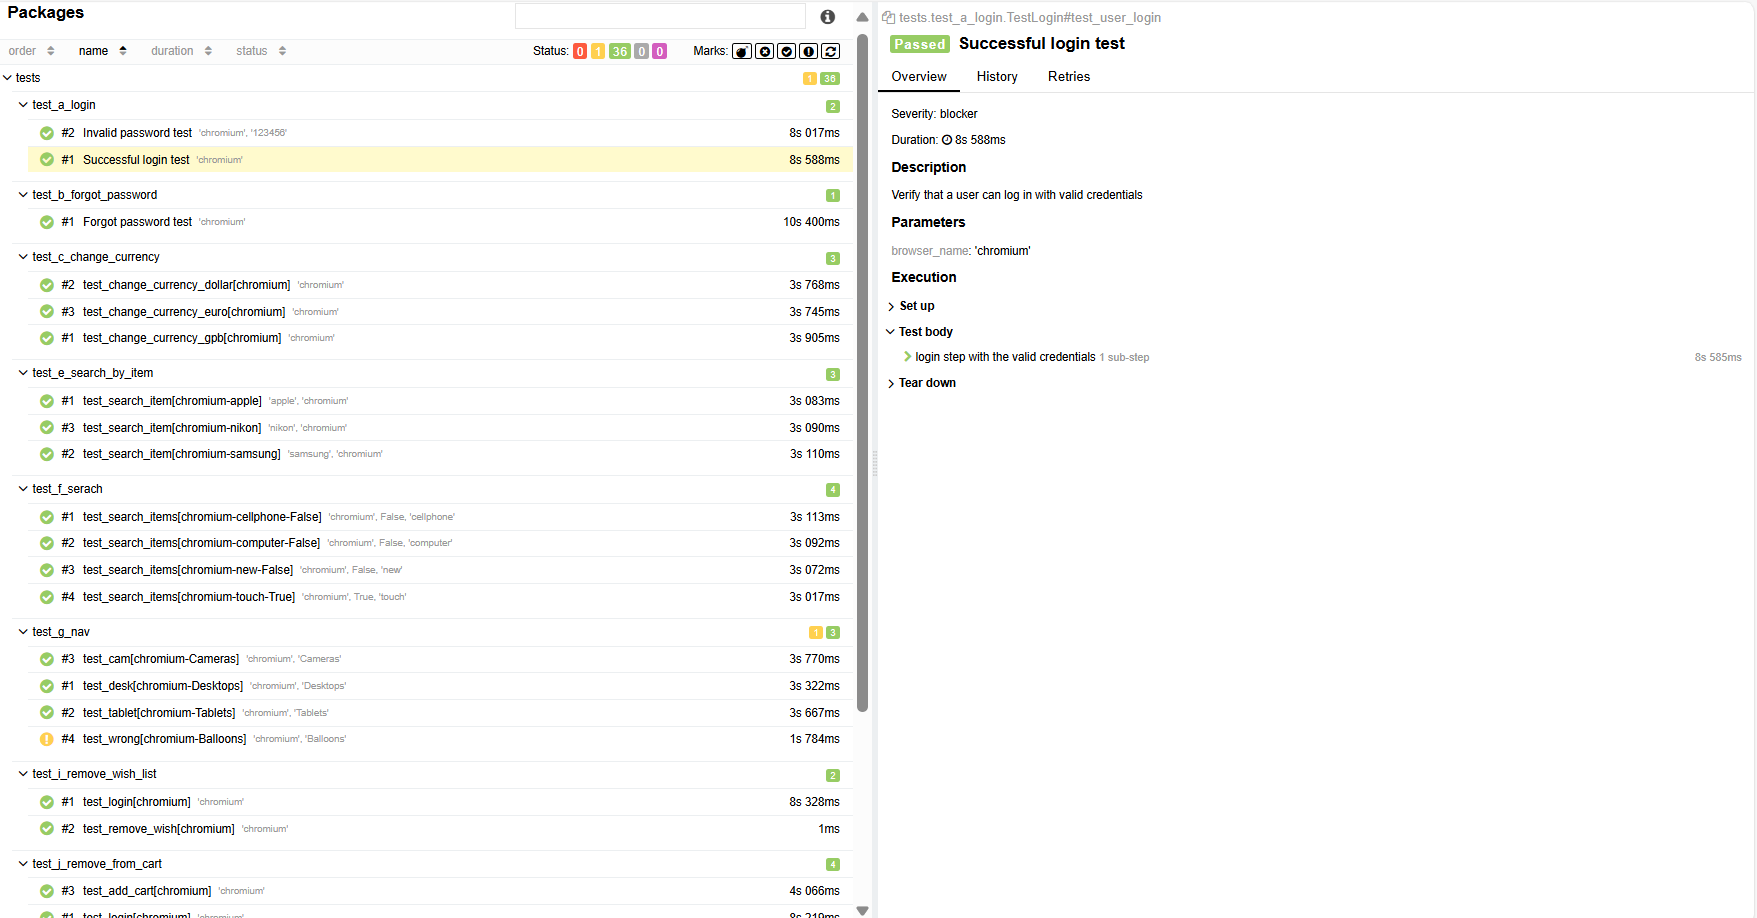 Packages
order name duration status Status: 0 1 36 0 0 Marks:
tests 1 36
test_a_login 2
#2 Invalid password test 'chromium', '123456' 8s 017ms
#1 Successful login test 'chromium' 8s 588ms
test_b_forgot_password 1
#1 Forgot password test 'chromium' 10s 400ms
test_c_change_currency 3
#2 test_change_currency_dollar[chromium] 'chromium' 3s 768ms
#3 test_change_currency_euro[chromium] 'chromium' 3s 745ms
#1 test_change_currency_gpb[chromium] 'chromium' 3s 905ms
test_e_search_by_item 3
#1 test_search_item[chromium-apple] 'apple', 'chromium' 3s 083ms
#3 test_search_item[chromium-nikon] 'nikon', 'chromium' 3s 090ms
#2 test_search_item[chromium-samsung] 'samsung', 'chromium' 3s 110ms
test_f_serach 4
#1 test_search_items[chromium-cellphone-False] 'chromium', False, 'cellphone' 3s 113ms
#2 test_search_items[chromium-computer-False] 'chromium', False, 'computer' 3s 092ms
#3 test_search_items[chromium-new-False] 'chromium', False, 'new' 3s 072ms
#4 test_search_items[chromium-touch-True] 'chromium', True, 'touch' 3s 017ms
test_g_nav 1 3
#3 test_cam[chromium-Cameras] 'chromium', 'Cameras' 3s 770ms
#1 test_desk[chromium-Desktops] 'chromium', 'Desktops' 3s 322ms
#2 test_tablet[chromium-Tablets] 'chromium', 'Tablets' 3s 667ms
#4 test_wrong[chromium-Balloons] 'chromium', 'Balloons' 1s 784ms
test_i_remove_wish_list 2
#1 test_login[chromium] 'chromium' 8s 328ms
#2 test_remove_wish[chromium] 'chromium' 1ms
test_j_remove_from_cart 4
#3 test_add_cart[chromium] 'chromium' 4s 066ms
#1 test_login[chromium] 'chromium' 8s 219ms
tests.test_a_login.TestLogin#test_user_login
Passed Successful login test
Overview History Retries
Severity: blocker
Duration: 8s 588ms
Description
Verify that a user can log in with valid credentials
Parameters
browser_name: 'chromium'
Execution
Set up
Test body
login step with the valid credentials 1 sub-step 8s 585ms
Tear down